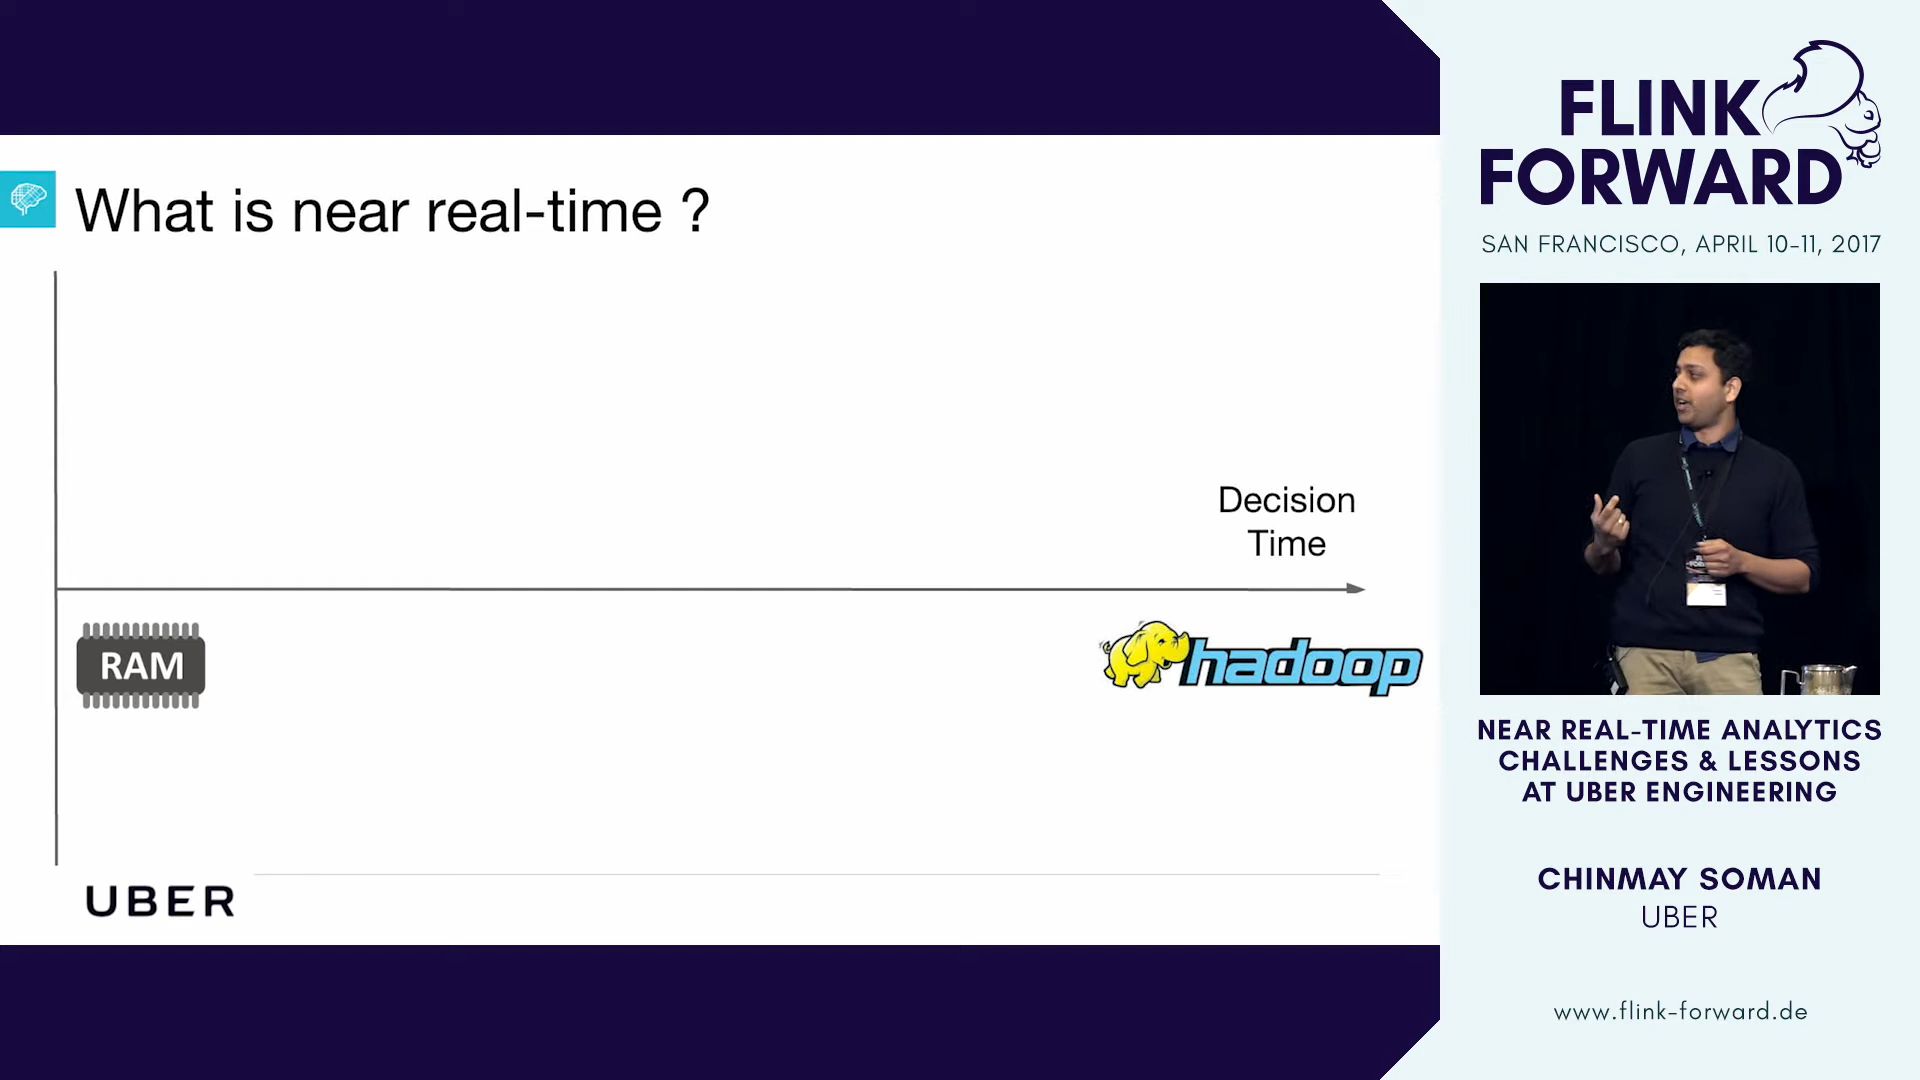 What is near real-time ?
Decision
Time
RAM
hadoop
UBER
FLINK
FORWARD
SAN FRANCISCO, APRIL 10-11, 2017
NEAR REAL-TIME ANALYTICS
CHALLENGES & LESSONS
AT UBER ENGINEERING
CHINMAY SOMAN
UBER
www.flink-forward.de